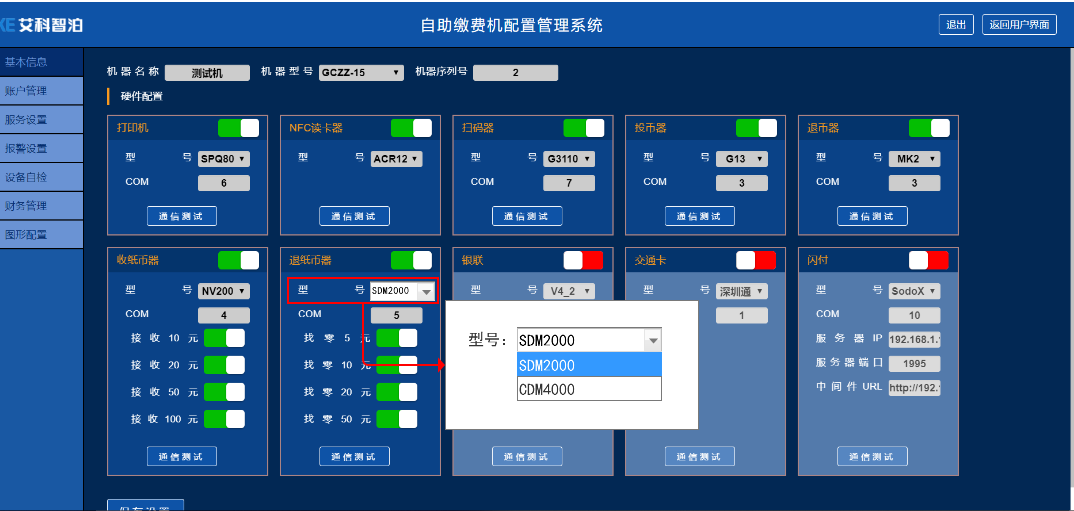 艾科智泊
自助缴费机配置管理系统
退出
返回用户界面
基本信息
账户管理
服务设置
报警设置
设备自检
财务管理
图形配置
机器名称 测试机 机器型号 GCZZ-15 机器序列号 2
硬件配置
打印机
型号 SPQ80
COM 6
通信测试
NFC读卡器
型号 ACR12
通信测试
扫码器
型号 G3110
COM 7
通信测试
投币器
型号 G13
COM 3
通信测试
退币器
型号 MK2
COM 3
通信测试
收纸币器
型号 NV200
COM 4
接收10元
接收20元
接收50元
接收100元
通信测试
退纸币器
型号 SDM2000
COM 5
找零5元
找零10元
找零20元
找零50元
通信测试
银联
型号 V4_2
通信测试
型号: SDM2000
SDM2000
CDM4000
交通卡
型号 深圳通
1
通信测试
闪付
型号 SodoX
COM 10
服务器IP 192.168.1.
服务器端口 1995
中间件URL http://192.
通信测试
保存设置